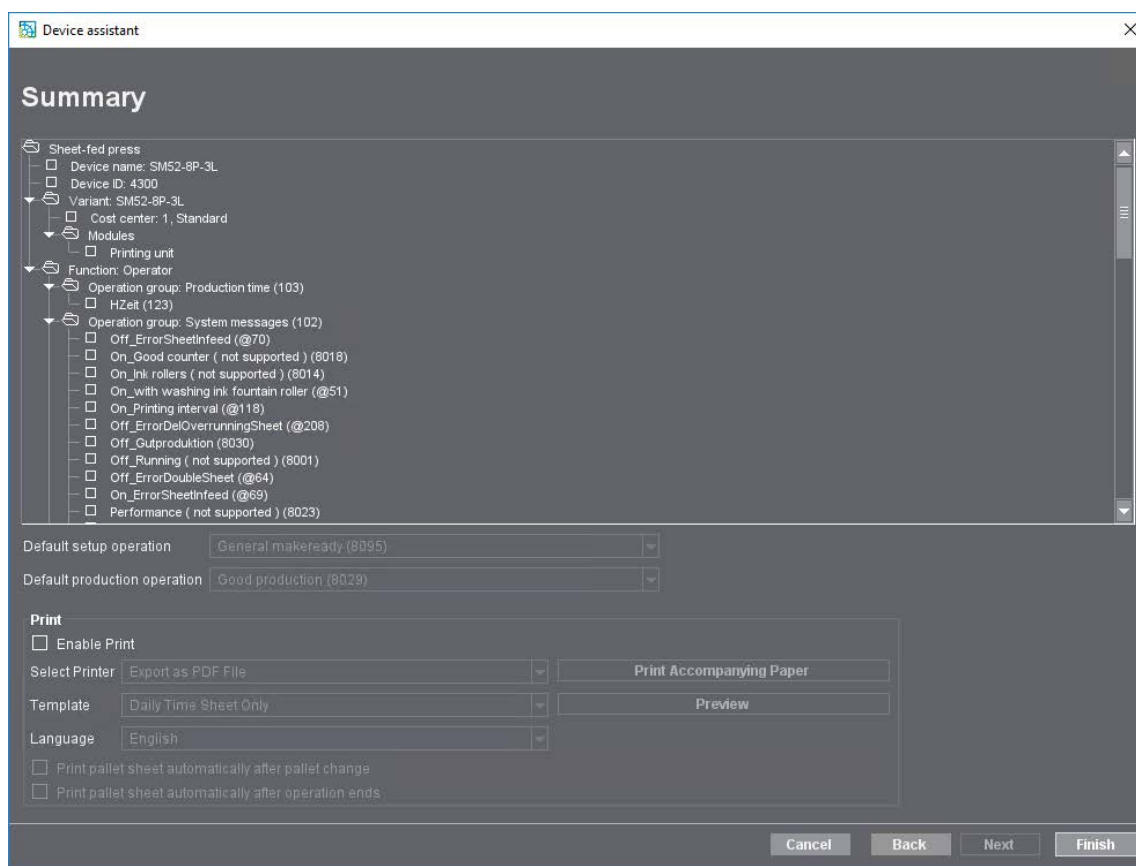 Device assistant
Summary
Sheet-fed press
Device name: SM52-8P-3L
Device ID: 4300
Variant: SM52-8P-3L
Cost center: 1, Standard
Modules
Printing unit
Function: Operator
Operation group: Production time (103)
HZeit (123)
Operation group: System messages (102)
Off_ErrorSheetInfeed (@70)
On_Good counter ( not supported ) (8018)
On_Ink rollers ( not supported ) (8014)
On_with washing ink fountain roller (@51)
On_Printing interval (@118)
Off_ErrorDelOverrunningSheet (@208)
Off_Gutproduktion (8030)
Off_Running ( not supported ) (8001)
Off_ErrorDoubleSheet (@64)
On_ErrorSheetInfeed (@69)
Performance ( not supported ) (8023)
Default setup operation General makeready (8095)
Default production operation Good production (8029)
Print
Enable Print
Select Printer Export as PDF File Print Accompanying Paper
Template Daily Time Sheet Only Preview
Language English
Print pallet sheet automatically after pallet change
Print pallet sheet automatically after operation ends
Cancel Back Next Finish